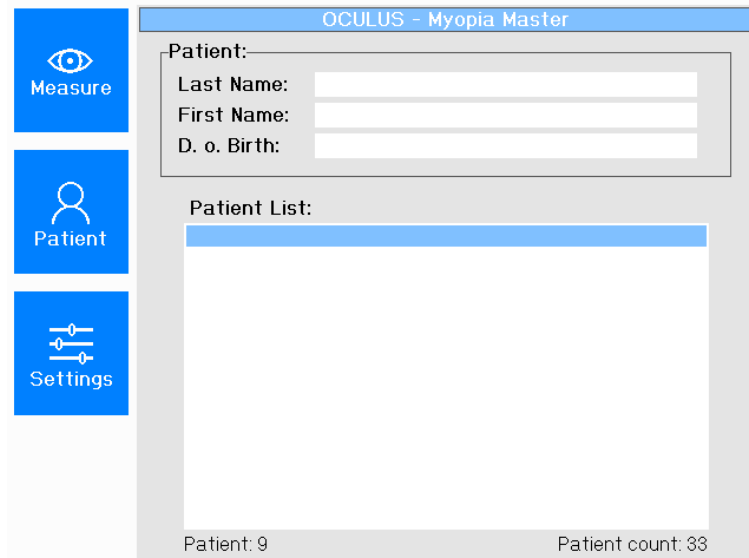 OCULUS - Myopia Master
Measure
Patient
Settings
Patient:
Last Name:
First Name:
D. o. Birth:
Patient List:
Patient: 9
Patient count: 33